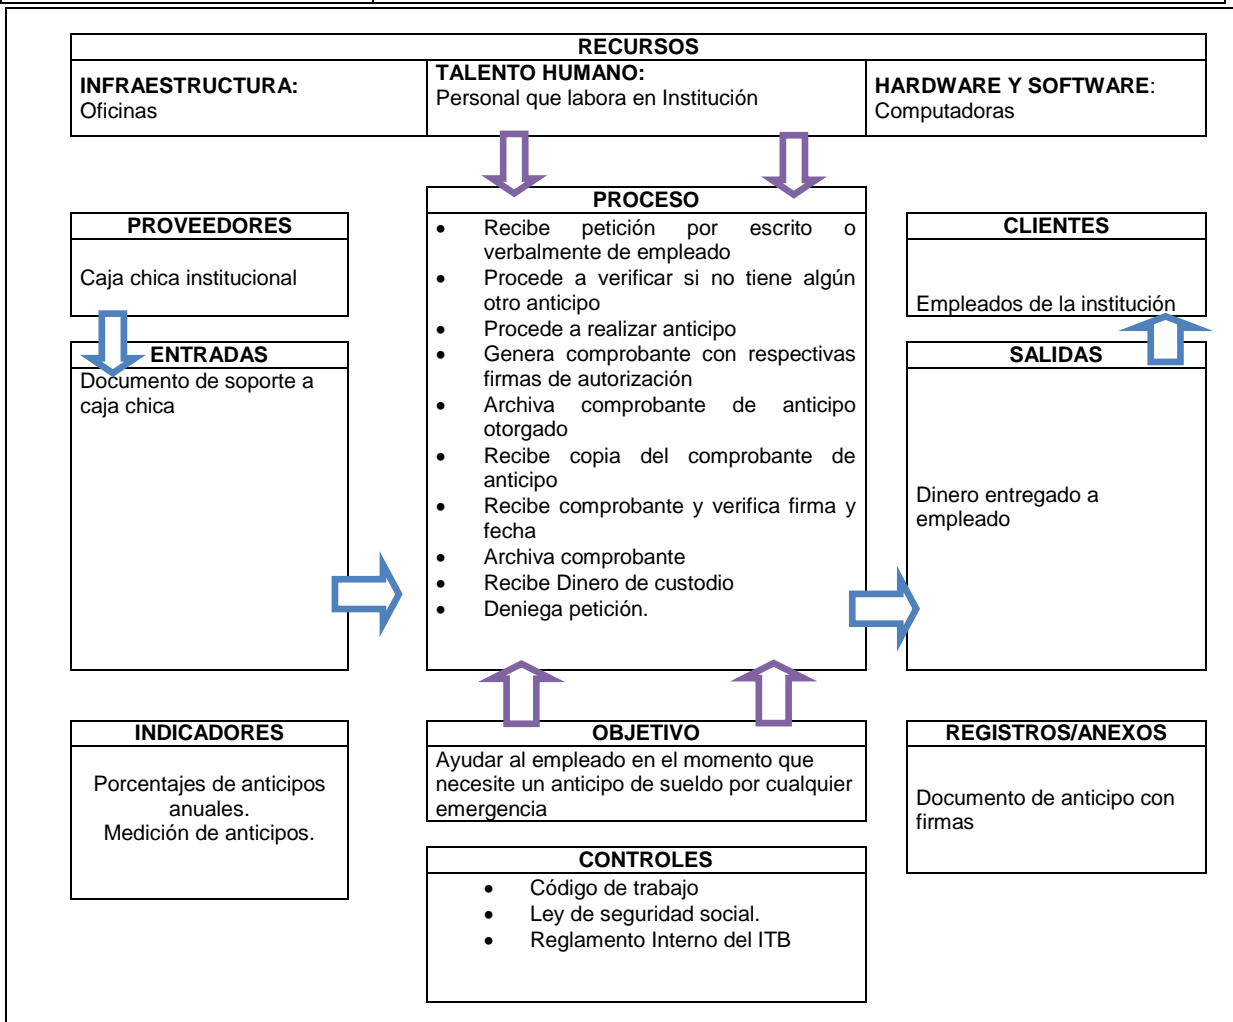 RECURSOS
INFRAESTRUCTURA:
Oficinas
TALENTO HUMANO:
Personal que labora en Institución
HARDWARE Y SOFTWARE:
Computadoras
PROVEEDORES
Caja chica institucional
ENTRADAS
Documento de soporte a
caja chica
PROCESO
• Recibe petición por escrito o
verbalmente de empleado
• Procede a verificar si no tiene algún
otro anticipo
• Procede a realizar anticipo
• Genera comprobante con respectivas
firmas de autorización
• Archiva comprobante de anticipo
otorgado
• Recibe copia del comprobante de
anticipo
• Recibe comprobante y verifica firma y
fecha
• Archiva comprobante
• Recibe Dinero de custodio
• Deniega petición.
CLIENTES
Empleados de la institución
SALIDAS
Dinero entregado a
empleado
INDICADORES
Porcentajes de anticipos
anuales.
Medición de anticipos.
OBJETIVO
Ayudar al empleado en el momento que
necesite un anticipo de sueldo por cualquier
emergencia
REGISTROS/ANEXOS
Documento de anticipo con
firmas
CONTROLES
• Código de trabajo
• Ley de seguridad social.
• Reglamento Interno del ITB